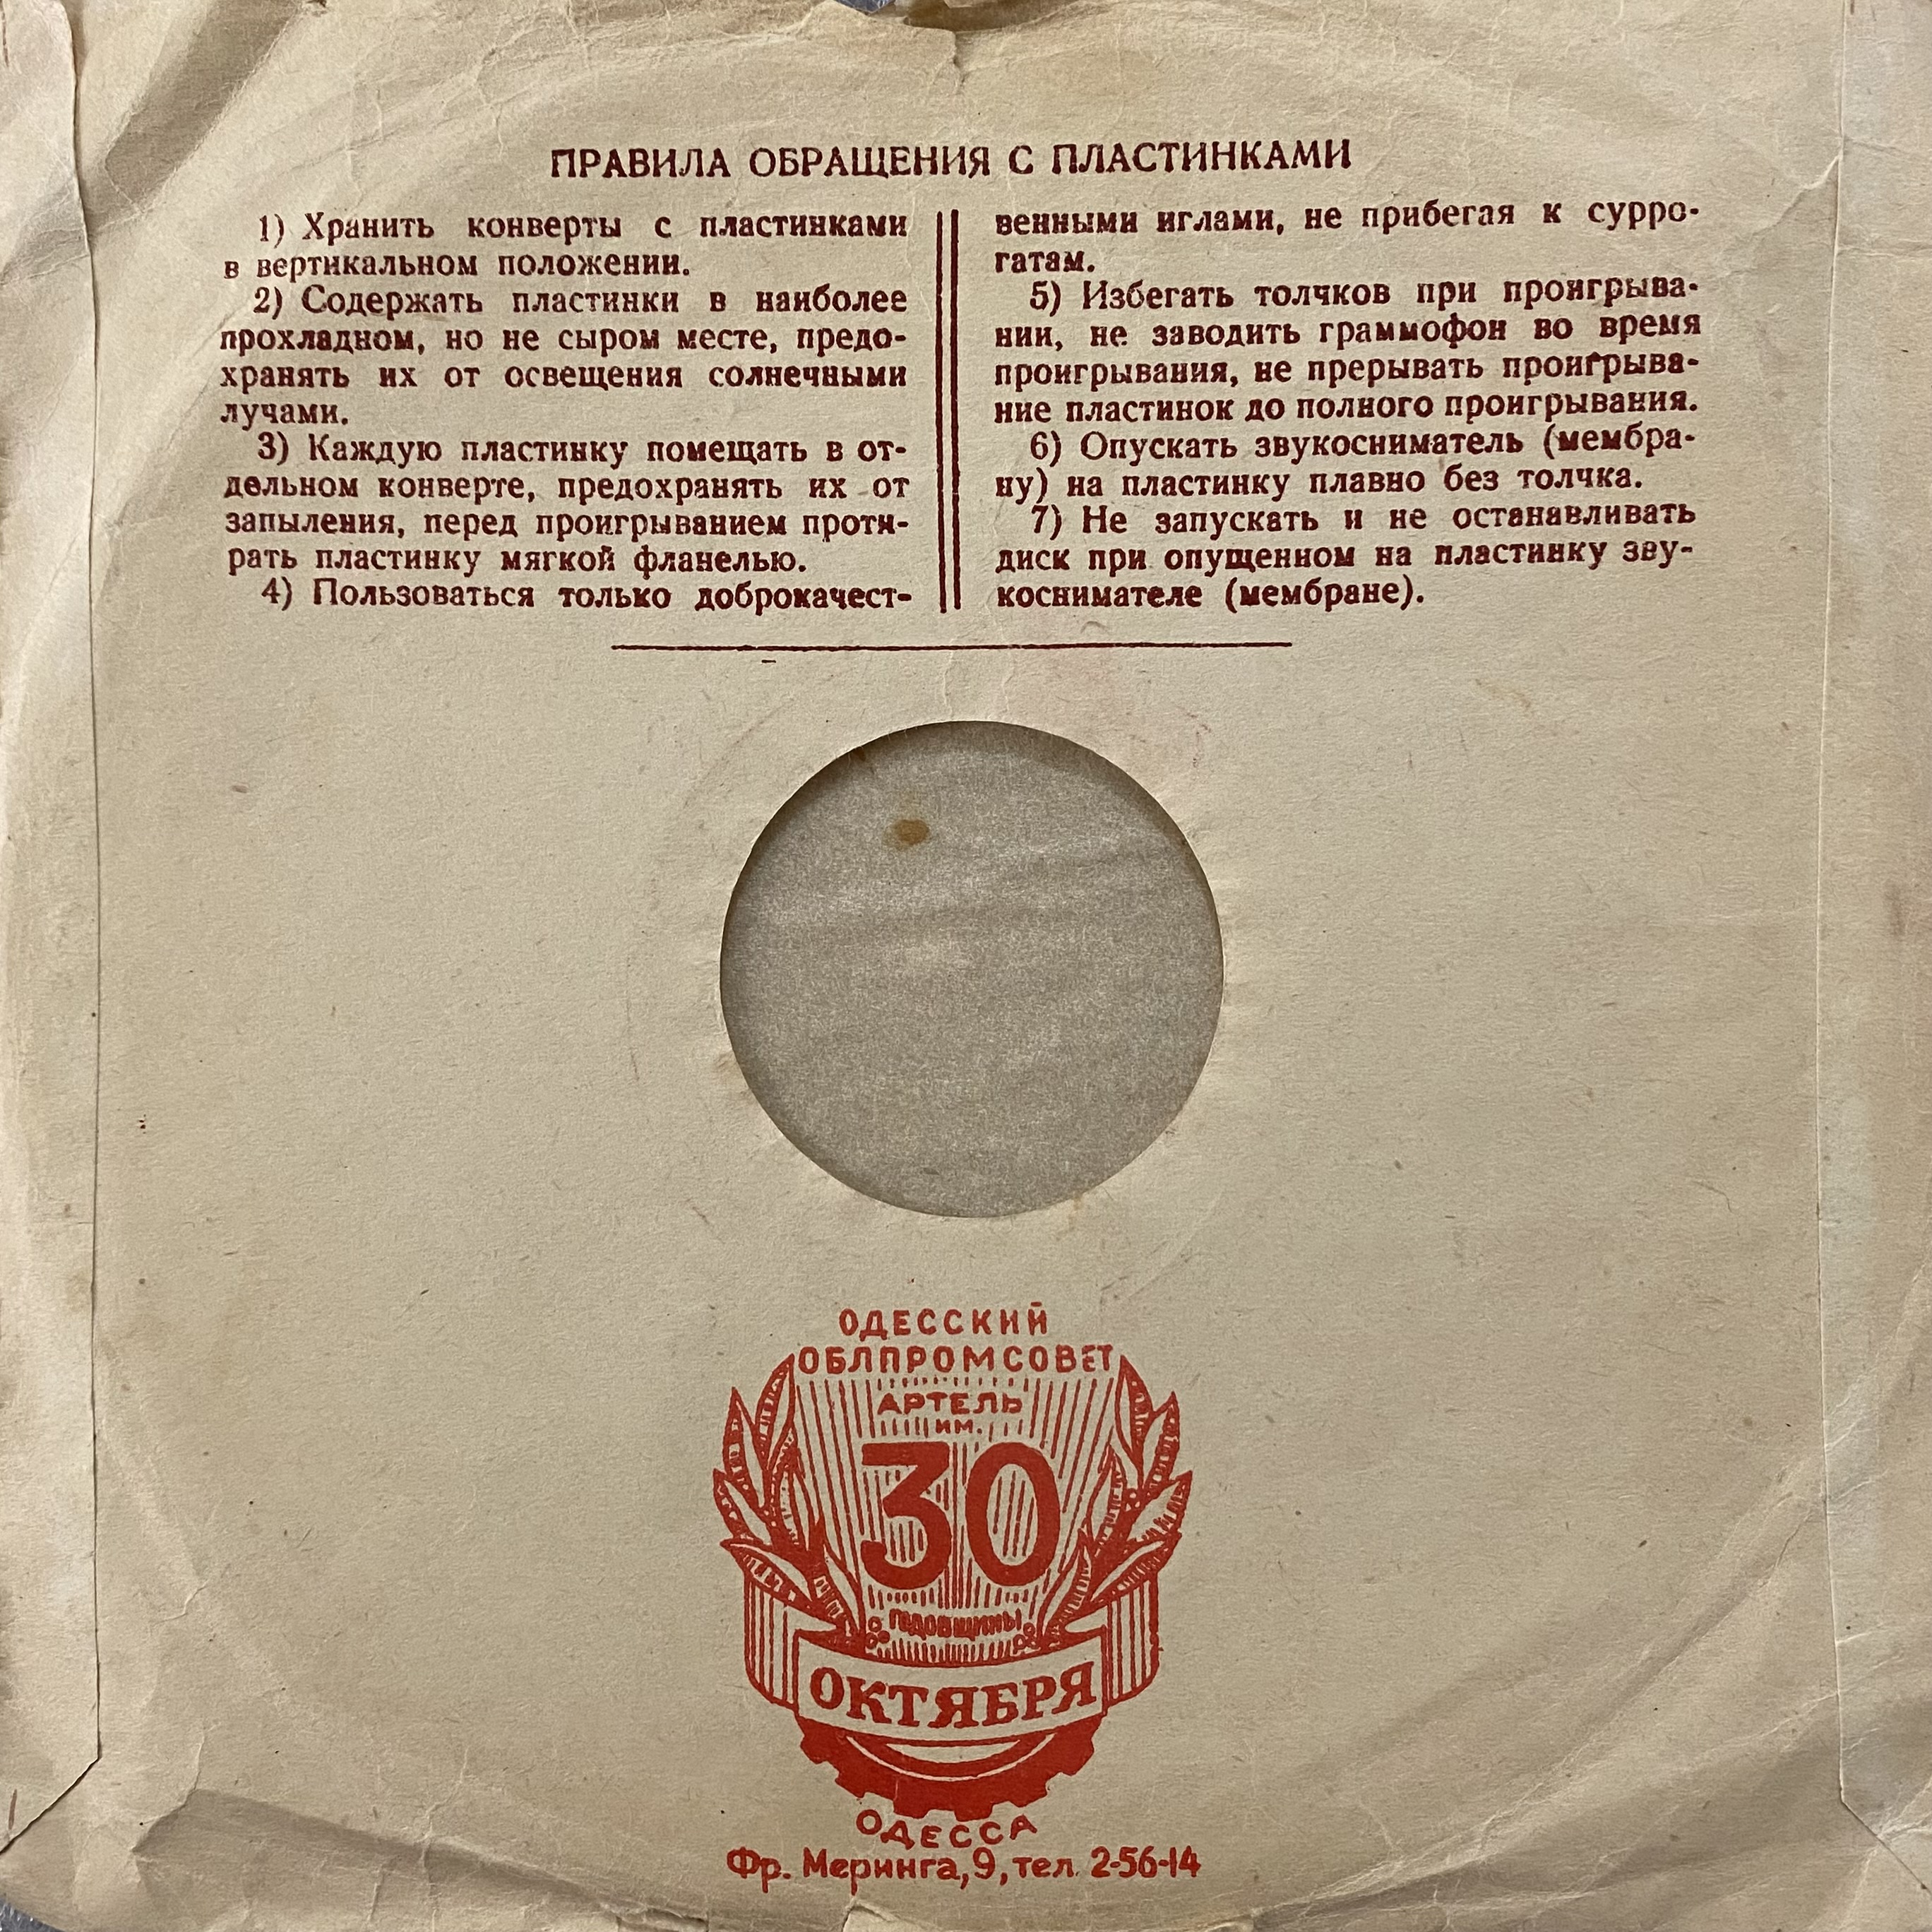 ПРАВИЛА ОБРАЩЕНИЯ С ПЛАСТИНКАМИ
1) Хранить конверты с пластинками
в вертикальном положении.
2) Содержать пластинки в наиболее
прохладном, но не сыром месте, предо-
хранять их от освещения солнечными
лучами.
3) Каждую пластинку помещать в от-
дельном конверте, предохранять их от
запыления, перед проигрыванием проти-
рать пластинку мягкой фланелью.
4) Пользоваться только доброкачест-
венными иглами, не прибегая к сурро-
гатам.
5) Избегать толчков при проигрыва-
нии, не заводить граммофон во время
проигрывания, не прерывать проигрыва-
ние пластинок до полного проигрывания.
6) Опускать звукосниматель (мембра-
ну) на пластинку плавно без толчка.
7) Не запускать и не останавливать
диск при опущенном на пластинку зву-
коснимателе (мембране).
ОДЕССКИЙ
ОБЛПРОМСОВЕТ
АРТЕЛЬ
ИМ.
30
ГОДОВЩИНЫ
ОКТЯБРЯ
ОДЕССА
Фр. Меринга, 9, тел. 2-56-14